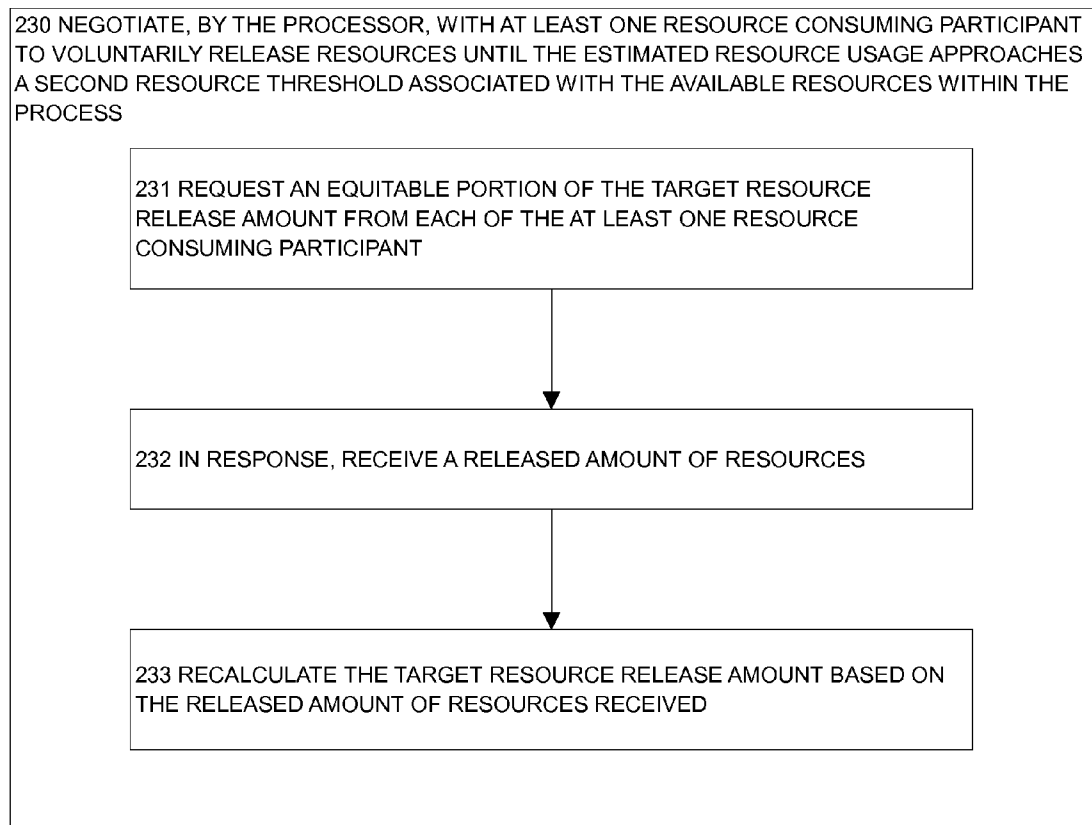 230 NEGOTIATE, BY THE PROCESSOR, WITH AT LEAST ONE RESOURCE CONSUMING PARTICIPANT
TO VOLUNTARILY RELEASE RESOURCES UNTIL THE ESTIMATED RESOURCE USAGE APPROACHES
A SECOND RESOURCE THRESHOLD ASSOCIATED WITH THE AVAILABLE RESOURCES WITHIN THE
PROCESS
231 REQUEST AN EQUITABLE PORTION OF THE TARGET RESOURCE
RELEASE AMOUNT FROM EACH OF THE AT LEAST ONE RESOURCE
CONSUMING PARTICIPANT
232 IN RESPONSE, RECEIVE A RELEASED AMOUNT OF RESOURCES
233 RECALCULATE THE TARGET RESOURCE RELEASE AMOUNT BASED ON
THE RELEASED AMOUNT OF RESOURCES RECEIVED